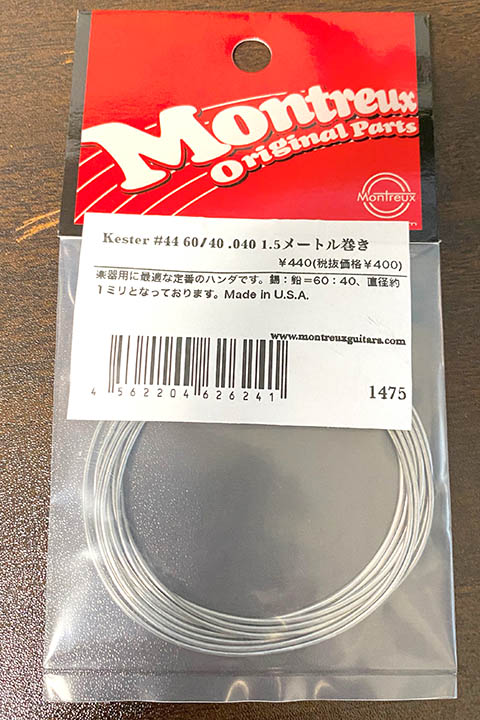 Montreux
Original Parts
Montreux
Kester #44 60/40 .040 1.5メートル巻き
¥440(税抜価格¥400)
楽器用に最適な定番のハンダです。錫：鉛＝60：40、直径約
1ミリとなっております。Made in U.S.A.
www.montreuxguitara.com
4 562204 626241
1475